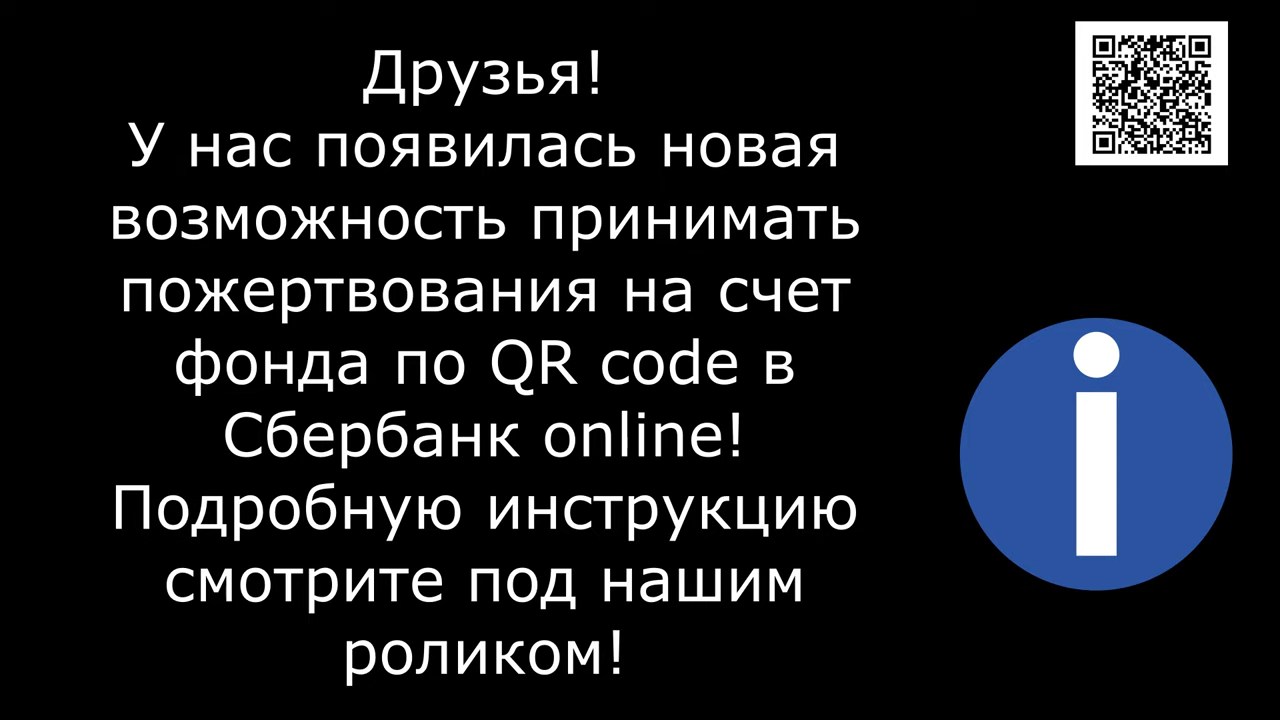 Друзья!
У нас появилась новая
возможность принимать
пожертвования на счет
фонда по QR code в
Сбербанк online!
Подробную инструкцию
смотрите под нашим
роликом!